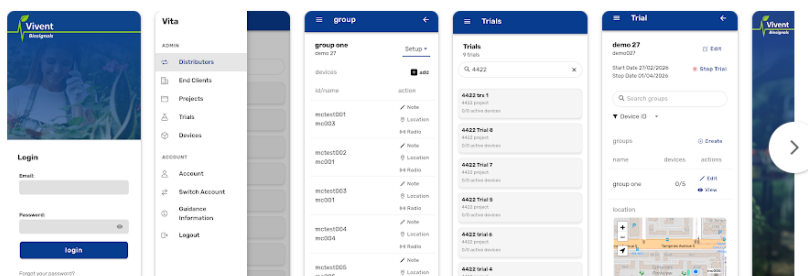 Vivent
Biosignals
Login
Email:
Password:
login
Forgot your password?
Vita
ADMIN
Distributors
End Clients
Projects
Trials
Devices
ACCOUNT
Account
Switch Account
Guidance
Information
Logout
group
group one
demo 27
Setup
devices
add
id/name
action
mctest001
mc003
Note
Location
Radio
mctest002
mc001
Note
Location
Radio
mctest003
mc001
Note
Location
Radio
mctest004
mc004
Note
Location
Radio
mctest005
Note
Trials
Trials
9 trials
4422
4422 trs 1
4422 project
0/0 active devices
4422 Trial 8
4422 project
0/0 active devices
4422 Trial 7
4422 project
0/0 active devices
4422 Trial 5
4422 project
0/0 active devices
4422 trial 6
4422 project
0/0 active devices
4422 trial 4
Trial
demo 27
demo027
Edit
Start Date 27/02/2026
Stop Date 01/04/2026
Stop Trial
Search groups
Device ID
groups
Create
name
devices
actions
group one
0/5
Edit
View
location
+
−
Vivent
Biosignals